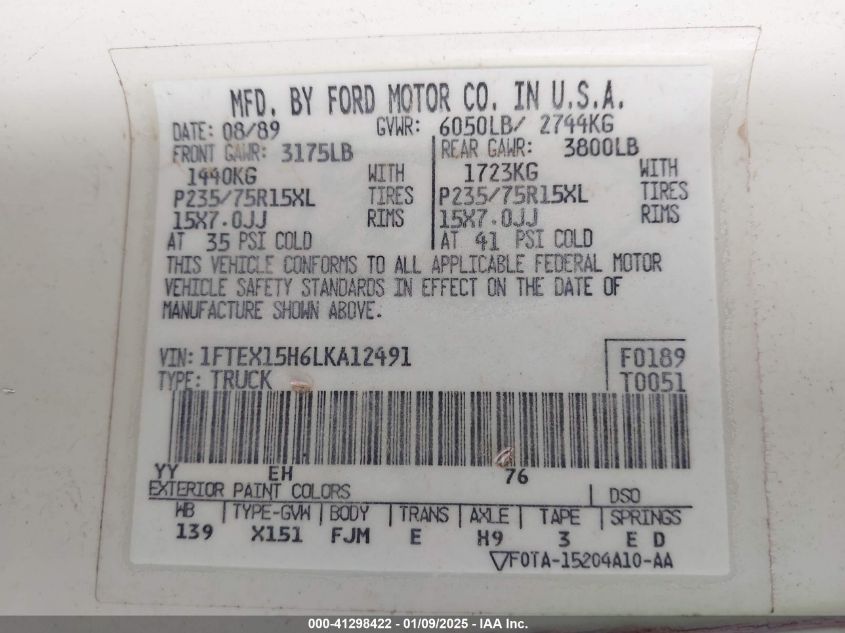 MFD. BY FORD MOTOR CO. IN U.S.A.
DATE: 08/89 GVWR: 6050LB/ 2744KG
FRONT GAWR: 3175LB REAR GAWR: 3800LB
1440KG WITH 1723KG WITH
P235/75R15XL TIRES P235/75R15XL TIRES
15X7.0JJ RIMS 15X7.0JJ RIMS
AT 35 PSI COLD AT 41 PSI COLD
THIS VEHICLE CONFORMS TO ALL APPLICABLE FEDERAL MOTOR
VEHICLE SAFETY STANDARDS IN EFFECT ON THE DATE OF
MANUFACTURE SHOWN ABOVE.
VIN: 1FTEX15H6LKA12491 F0189
TYPE: TRUCK T0051
YY EH 76
EXTERIOR PAINT COLORS DSO
WB TYPE-GVW BODY TRANS AXLE TAPE SPRINGS
139 X151 FJM E H9 3 E D
▽F0TA-15204A10-AA
000-41298422 - 01/09/2025 - IAA Inc.